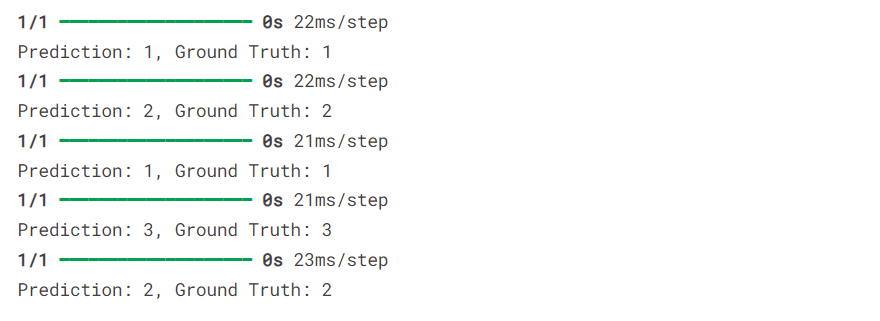 1/1 ━━━━━━━━━━━━━━━━━━━━ 0s 22ms/step
Prediction: 1, Ground Truth: 1
1/1 ━━━━━━━━━━━━━━━━━━━━ 0s 22ms/step
Prediction: 2, Ground Truth: 2
1/1 ━━━━━━━━━━━━━━━━━━━━ 0s 21ms/step
Prediction: 1, Ground Truth: 1
1/1 ━━━━━━━━━━━━━━━━━━━━ 0s 21ms/step
Prediction: 3, Ground Truth: 3
1/1 ━━━━━━━━━━━━━━━━━━━━ 0s 23ms/step
Prediction: 2, Ground Truth: 2